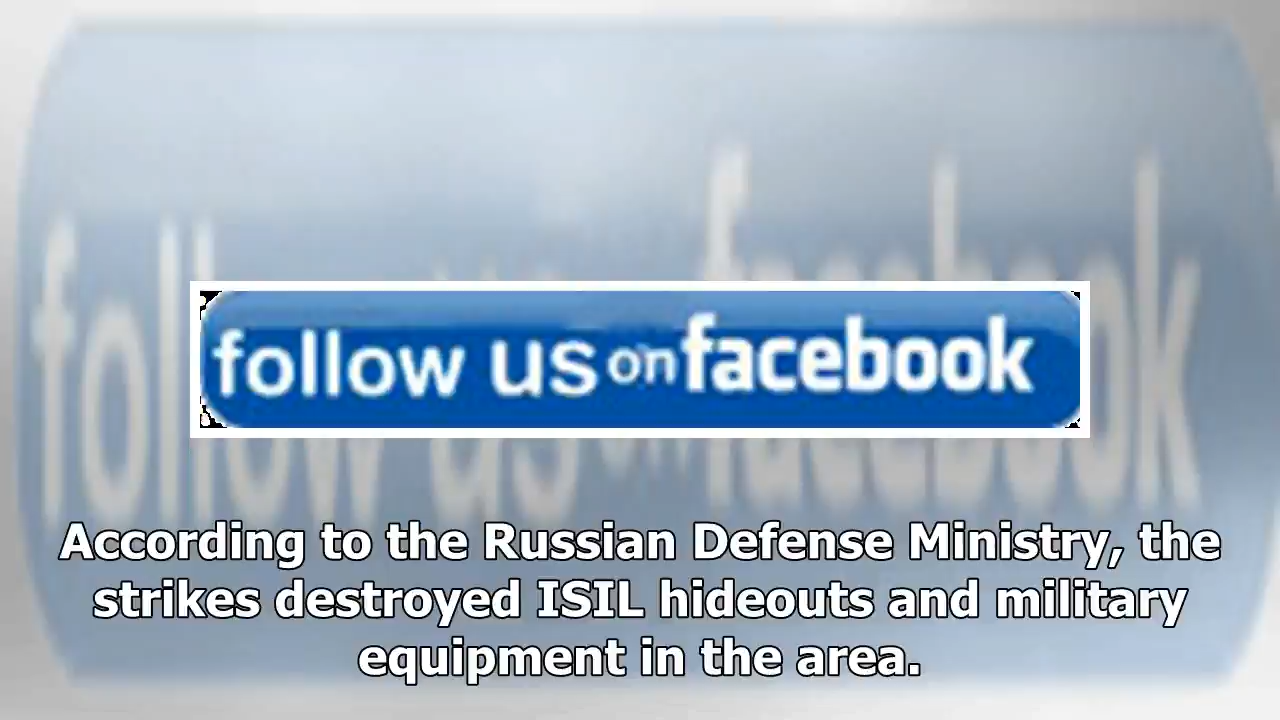 follow us on facebook
According to the Russian Defense Ministry, the
strikes destroyed ISIL hideouts and military
equipment in the area.